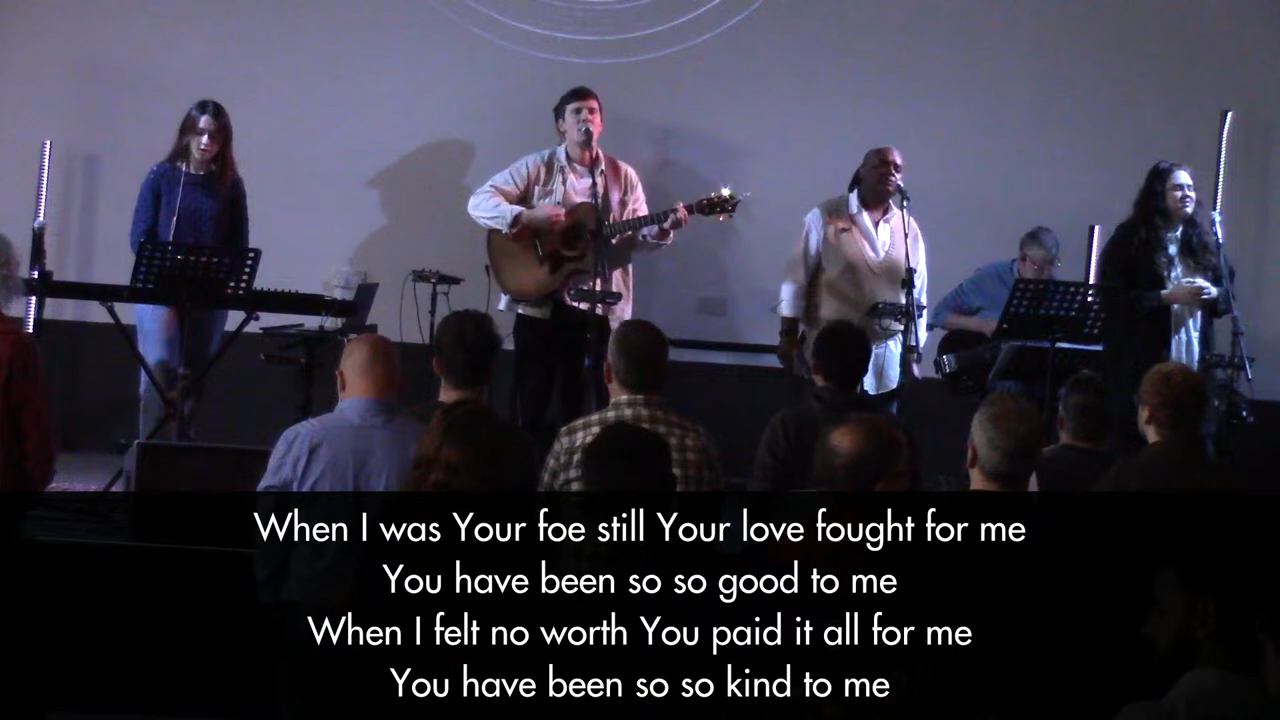 When I was Your foe still Your love fought for me
You have been so so good to me
When I felt no worth You paid it all for me
You have been so so kind to me